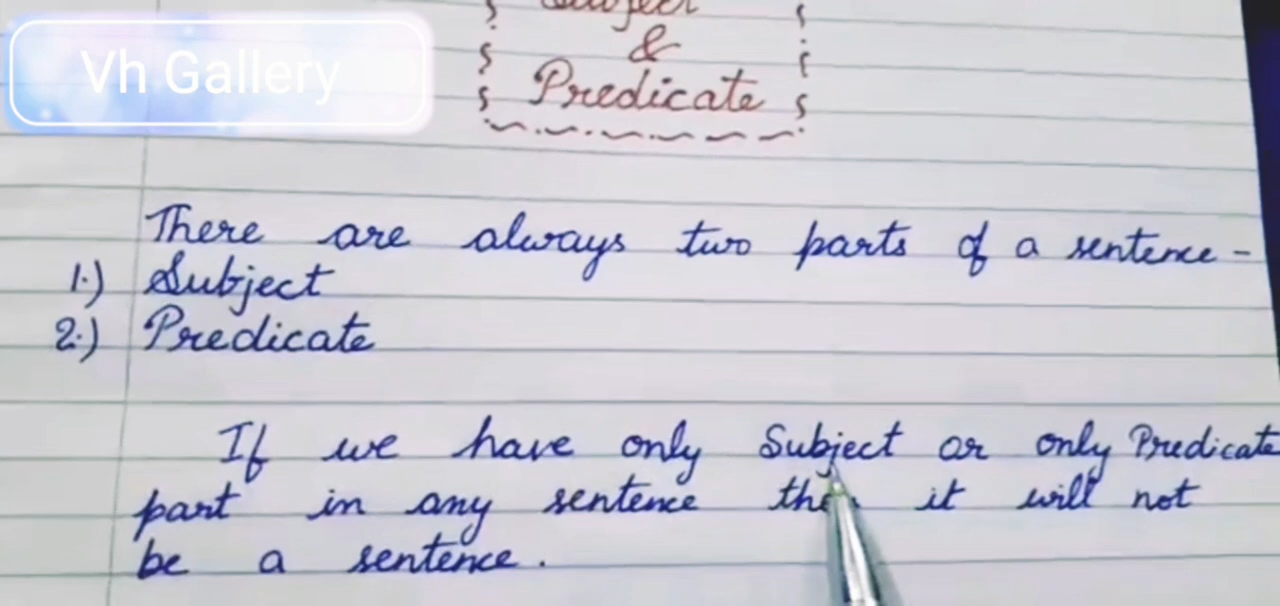 Vh Gallery
Subject
&
Predicate
There are always two parts of a sentence -
1.) Subject
2.) Predicate
If we have only Subject or only Predicate
part in any sentence it will not
be a sentence.